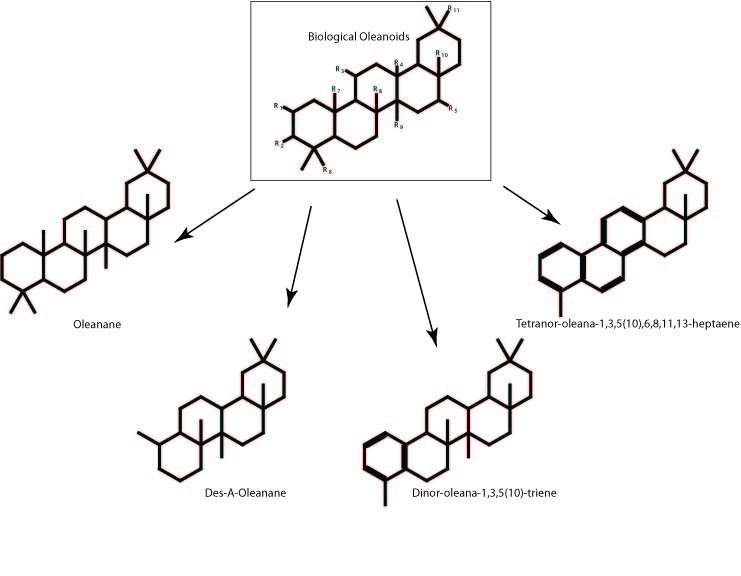 R11
Biological Oleanoids
R10
R3
R4
R7
R8
R1
R5
R9
R2
R6
Oleanane
Tetranor-oleana-1,3,5(10),6,8,11,13-heptaene
Des-A-Oleanane
Dinor-oleana-1,3,5(10)-triene